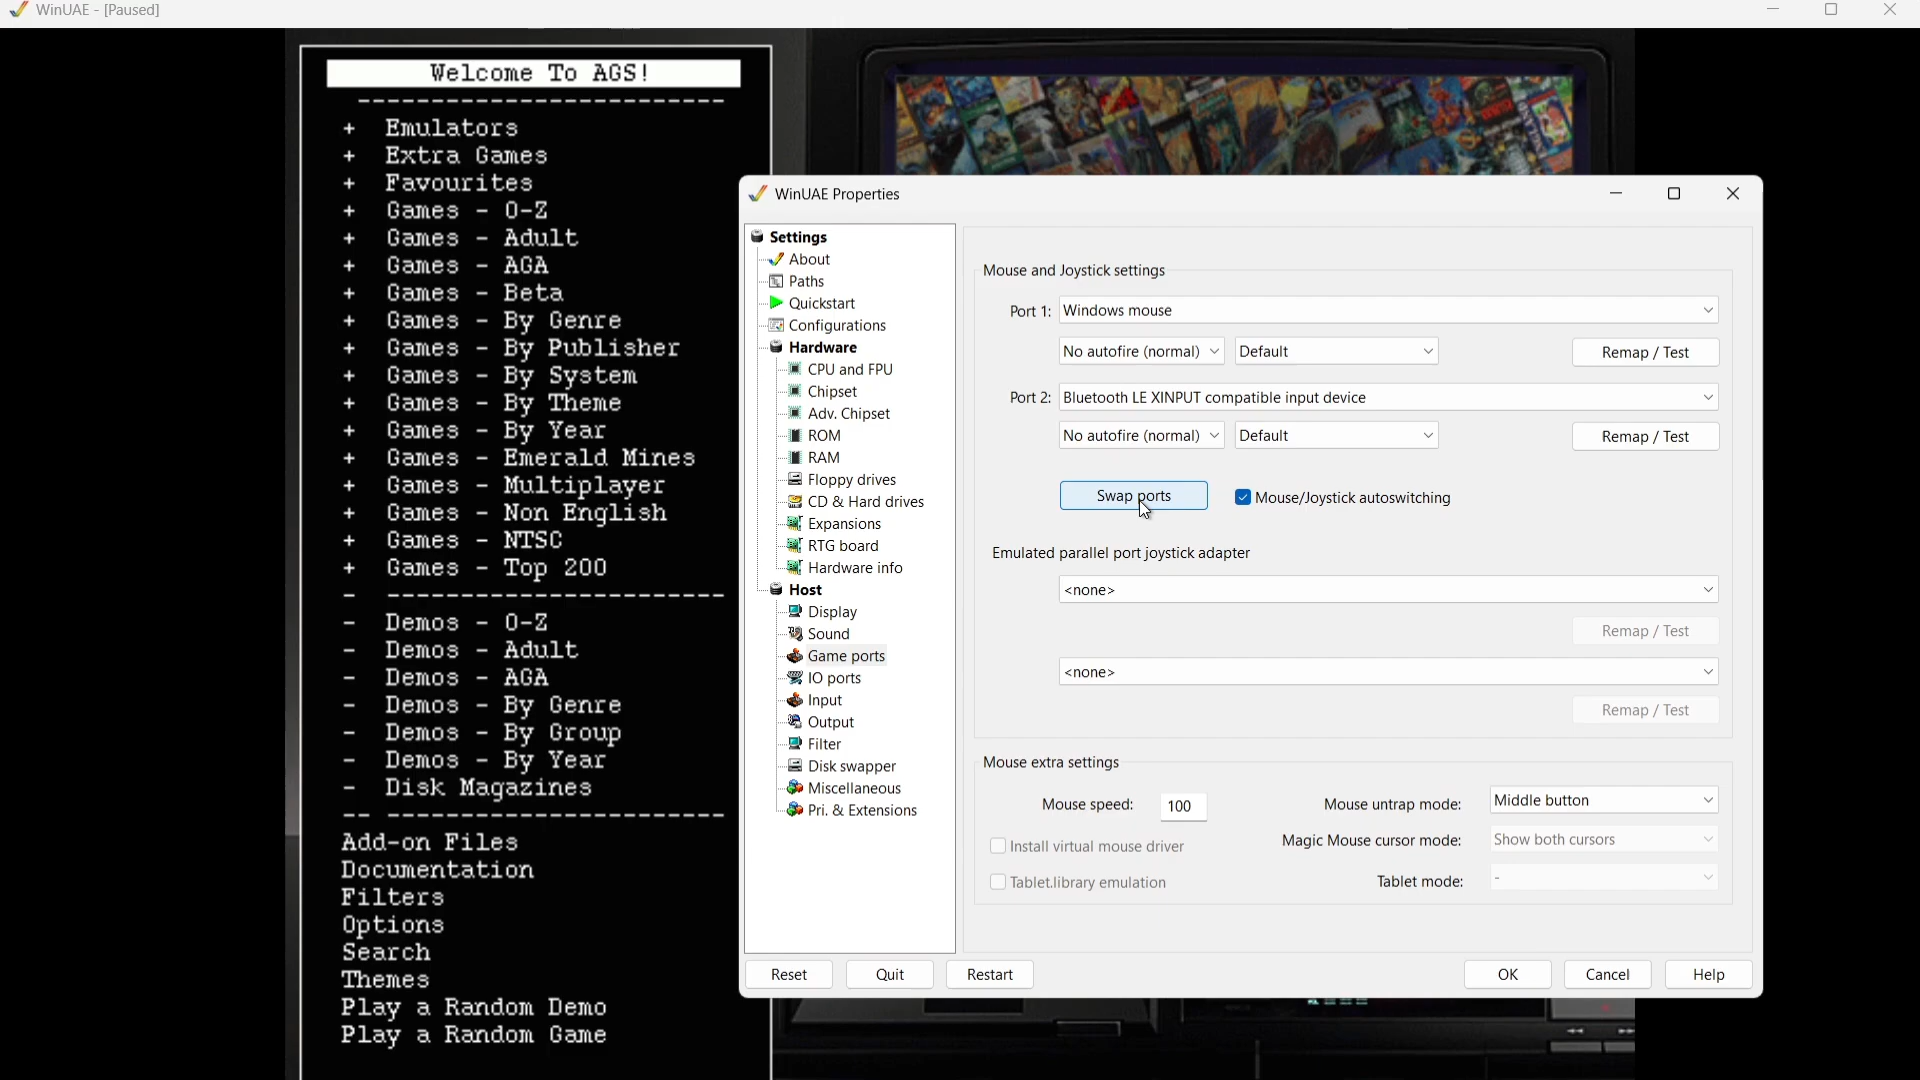 WinUAE - [Paused]
Welcome To AGS!
------------------------
+ Emulators
+ Extra Games
+ Favourites
+ Games - 0-Z
+ Games - Adult
+ Games - AGA
+ Games - Beta
+ Games - By Genre
+ Games - By Publisher
+ Games - By System
+ Games - By Theme
+ Games - By Year
+ Games - Emerald Mines
+ Games - Multiplayer
+ Games - Non English
+ Games - NTSC
+ Games - Top 200
- -----------------------
- Demos - 0-Z
- Demos - Adult
- Demos - AGA
- Demos - By Genre
- Demos - By Group
- Demos - By Year
- Disk Magazines
-- -----------------------
Add-on Files
Documentation
Filters
Options
Search
Themes
Play a Random Demo
Play a Random Game
WinUAE Properties
Settings
About
Paths
Quickstart
Configurations
Hardware
CPU and FPU
Chipset
Adv. Chipset
ROM
RAM
Floppy drives
CD & Hard drives
Expansions
RTG board
Hardware info
Host
Display
Sound
Game ports
IO ports
Input
Output
Filter
Disk swapper
Miscellaneous
Pri. & Extensions
Mouse and Joystick settings
Port 1: Windows mouse
No autofire (normal) Default Remap / Test
Port 2: Bluetooth LE XINPUT compatible input device
No autofire (normal) Default Remap / Test
Swap ports Mouse/Joystick autoswitching
Emulated parallel port joystick adapter
<none>
Remap / Test
<none>
Remap / Test
Mouse extra settings
Mouse speed: 100 Mouse untrap mode: Middle button
Install virtual mouse driver Magic Mouse cursor mode: Show both cursors
Tablet.library emulation Tablet mode: -
Reset Quit Restart OK Cancel Help